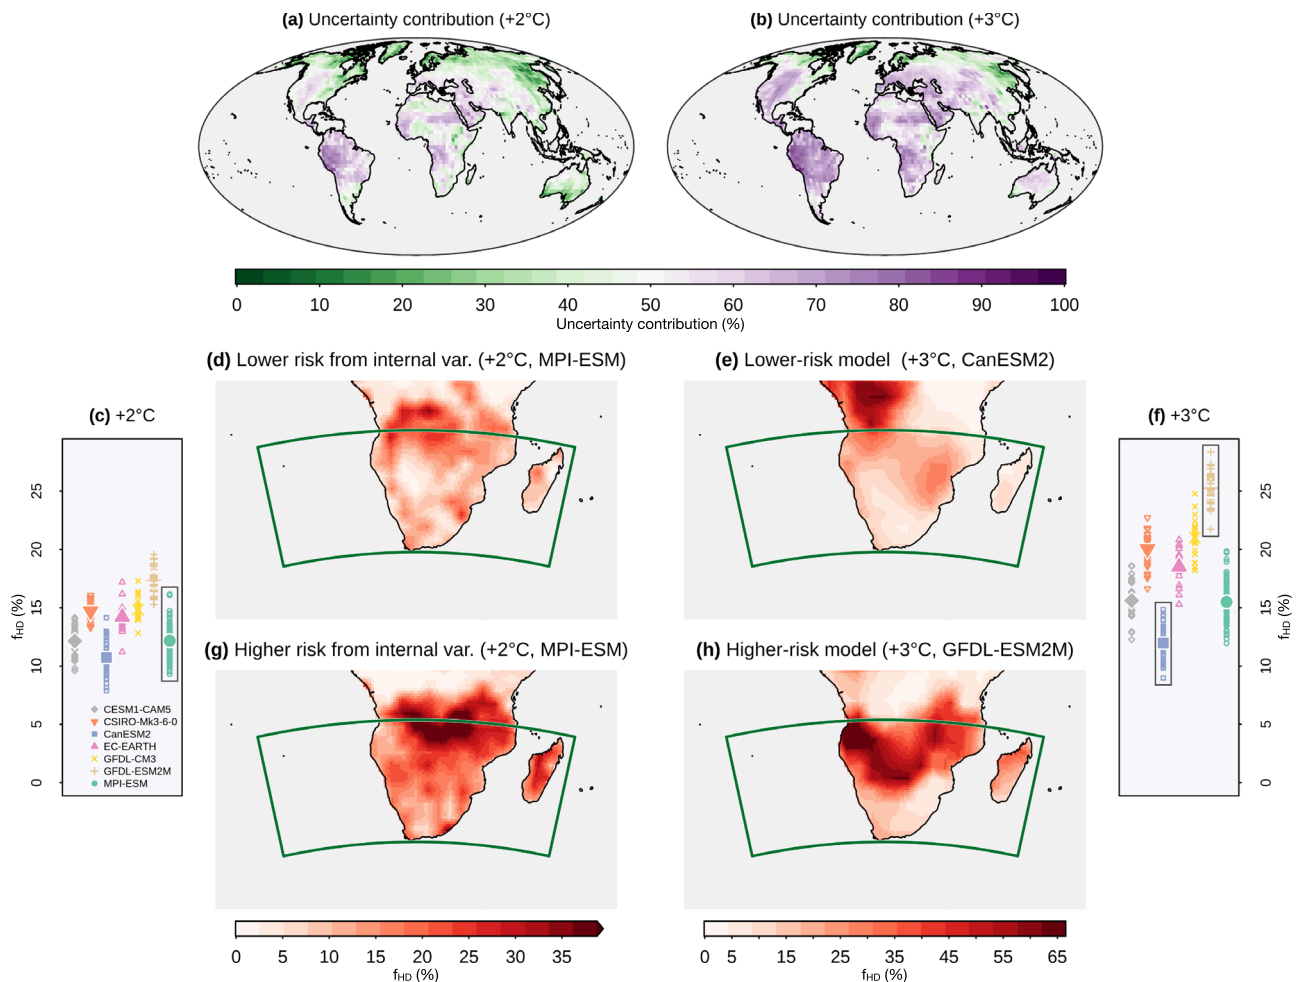 (a) Uncertainty contribution (+2°C)
(b) Uncertainty contribution (+3°C)
0 10 20 30 40 50 60 70 80 90 100
Uncertainty contribution (%)
(d) Lower risk from internal var. (+2°C, MPI-ESM)
(e) Lower-risk model (+3°C, CanESM2)
(c) +2°C
25
20
15
10
5
0
fHD (%)
CESM1-CAM5
CSIRO-Mk3-6-0
CanESM2
EC-EARTH
GFDL-CM3
GFDL-ESM2M
MPI-ESM
(f) +3°C
25
20
15
10
5
0
fHD (%)
(g) Higher risk from internal var. (+2°C, MPI-ESM)
(h) Higher-risk model (+3°C, GFDL-ESM2M)
0 5 10 15 20 25 30 35
fHD (%)
0 5 15 25 35 45 55 65
fHD (%)